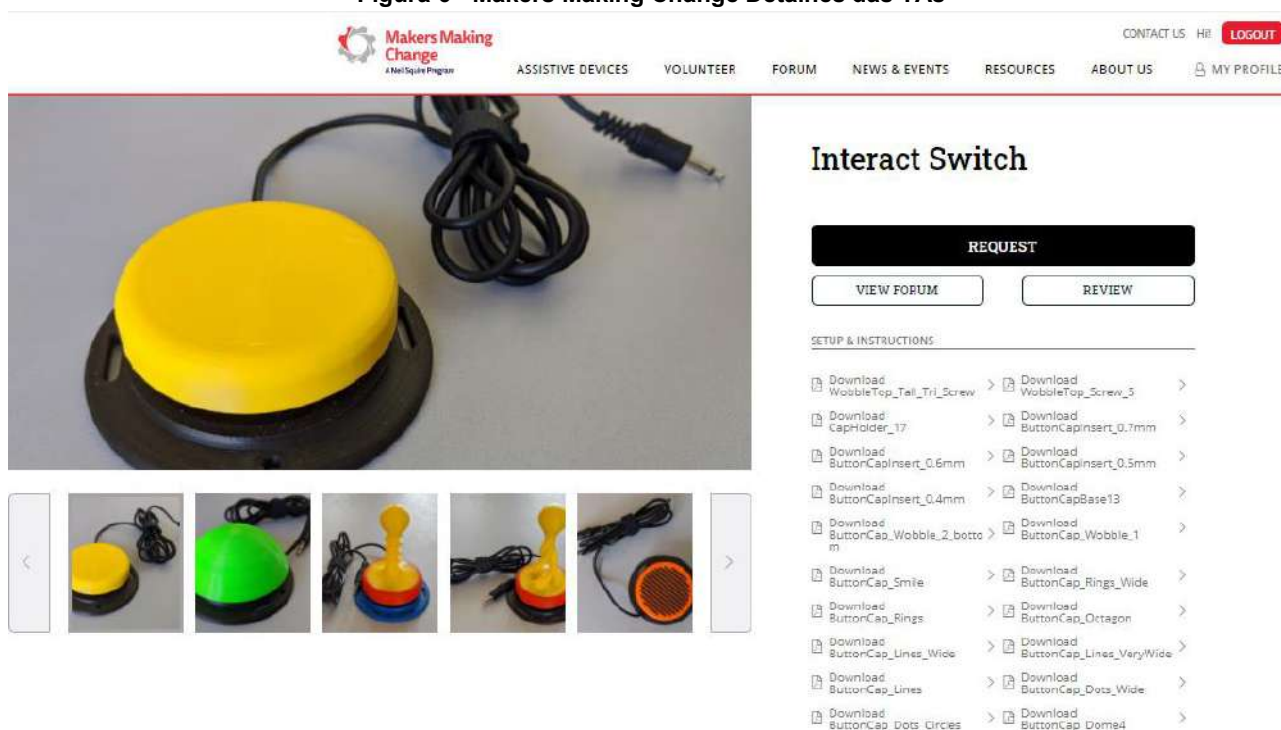 Makers Making
Change
A Neil Squire Program
CONTACT US HI! LOGOUT
ASSISTIVE DEVICES VOLUNTEER FORUM NEWS & EVENTS RESOURCES ABOUT US MY PROFILE
Interact Switch
REQUEST
VIEW FORUM REVIEW
SETUP & INSTRUCTIONS
Download
WobbleTop_Tall_Tri_Screw
Download
WobbleTop_Screw_5
Download
CapHolder_17
Download
ButtonCapInsert_0.7mm
Download
ButtonCapInsert_0.6mm
Download
ButtonCapInsert_0.5mm
Download
ButtonCapInsert_0.4mm
Download
ButtonCapBase13
Download
ButtonCap_Wobble_2_botto
m
Download
ButtonCap_Wobble_1
Download
ButtonCap_Smile
Download
ButtonCap_Rings_Wide
Download
ButtonCap_Rings
Download
ButtonCap_Octagon
Download
ButtonCap_Lines_Wide
Download
ButtonCap_Lines_VeryWide
Download
ButtonCap_Lines
Download
ButtonCap_Dots_Wide
Download
ButtonCap_Dots_Circles
Download
ButtonCap_Dome4